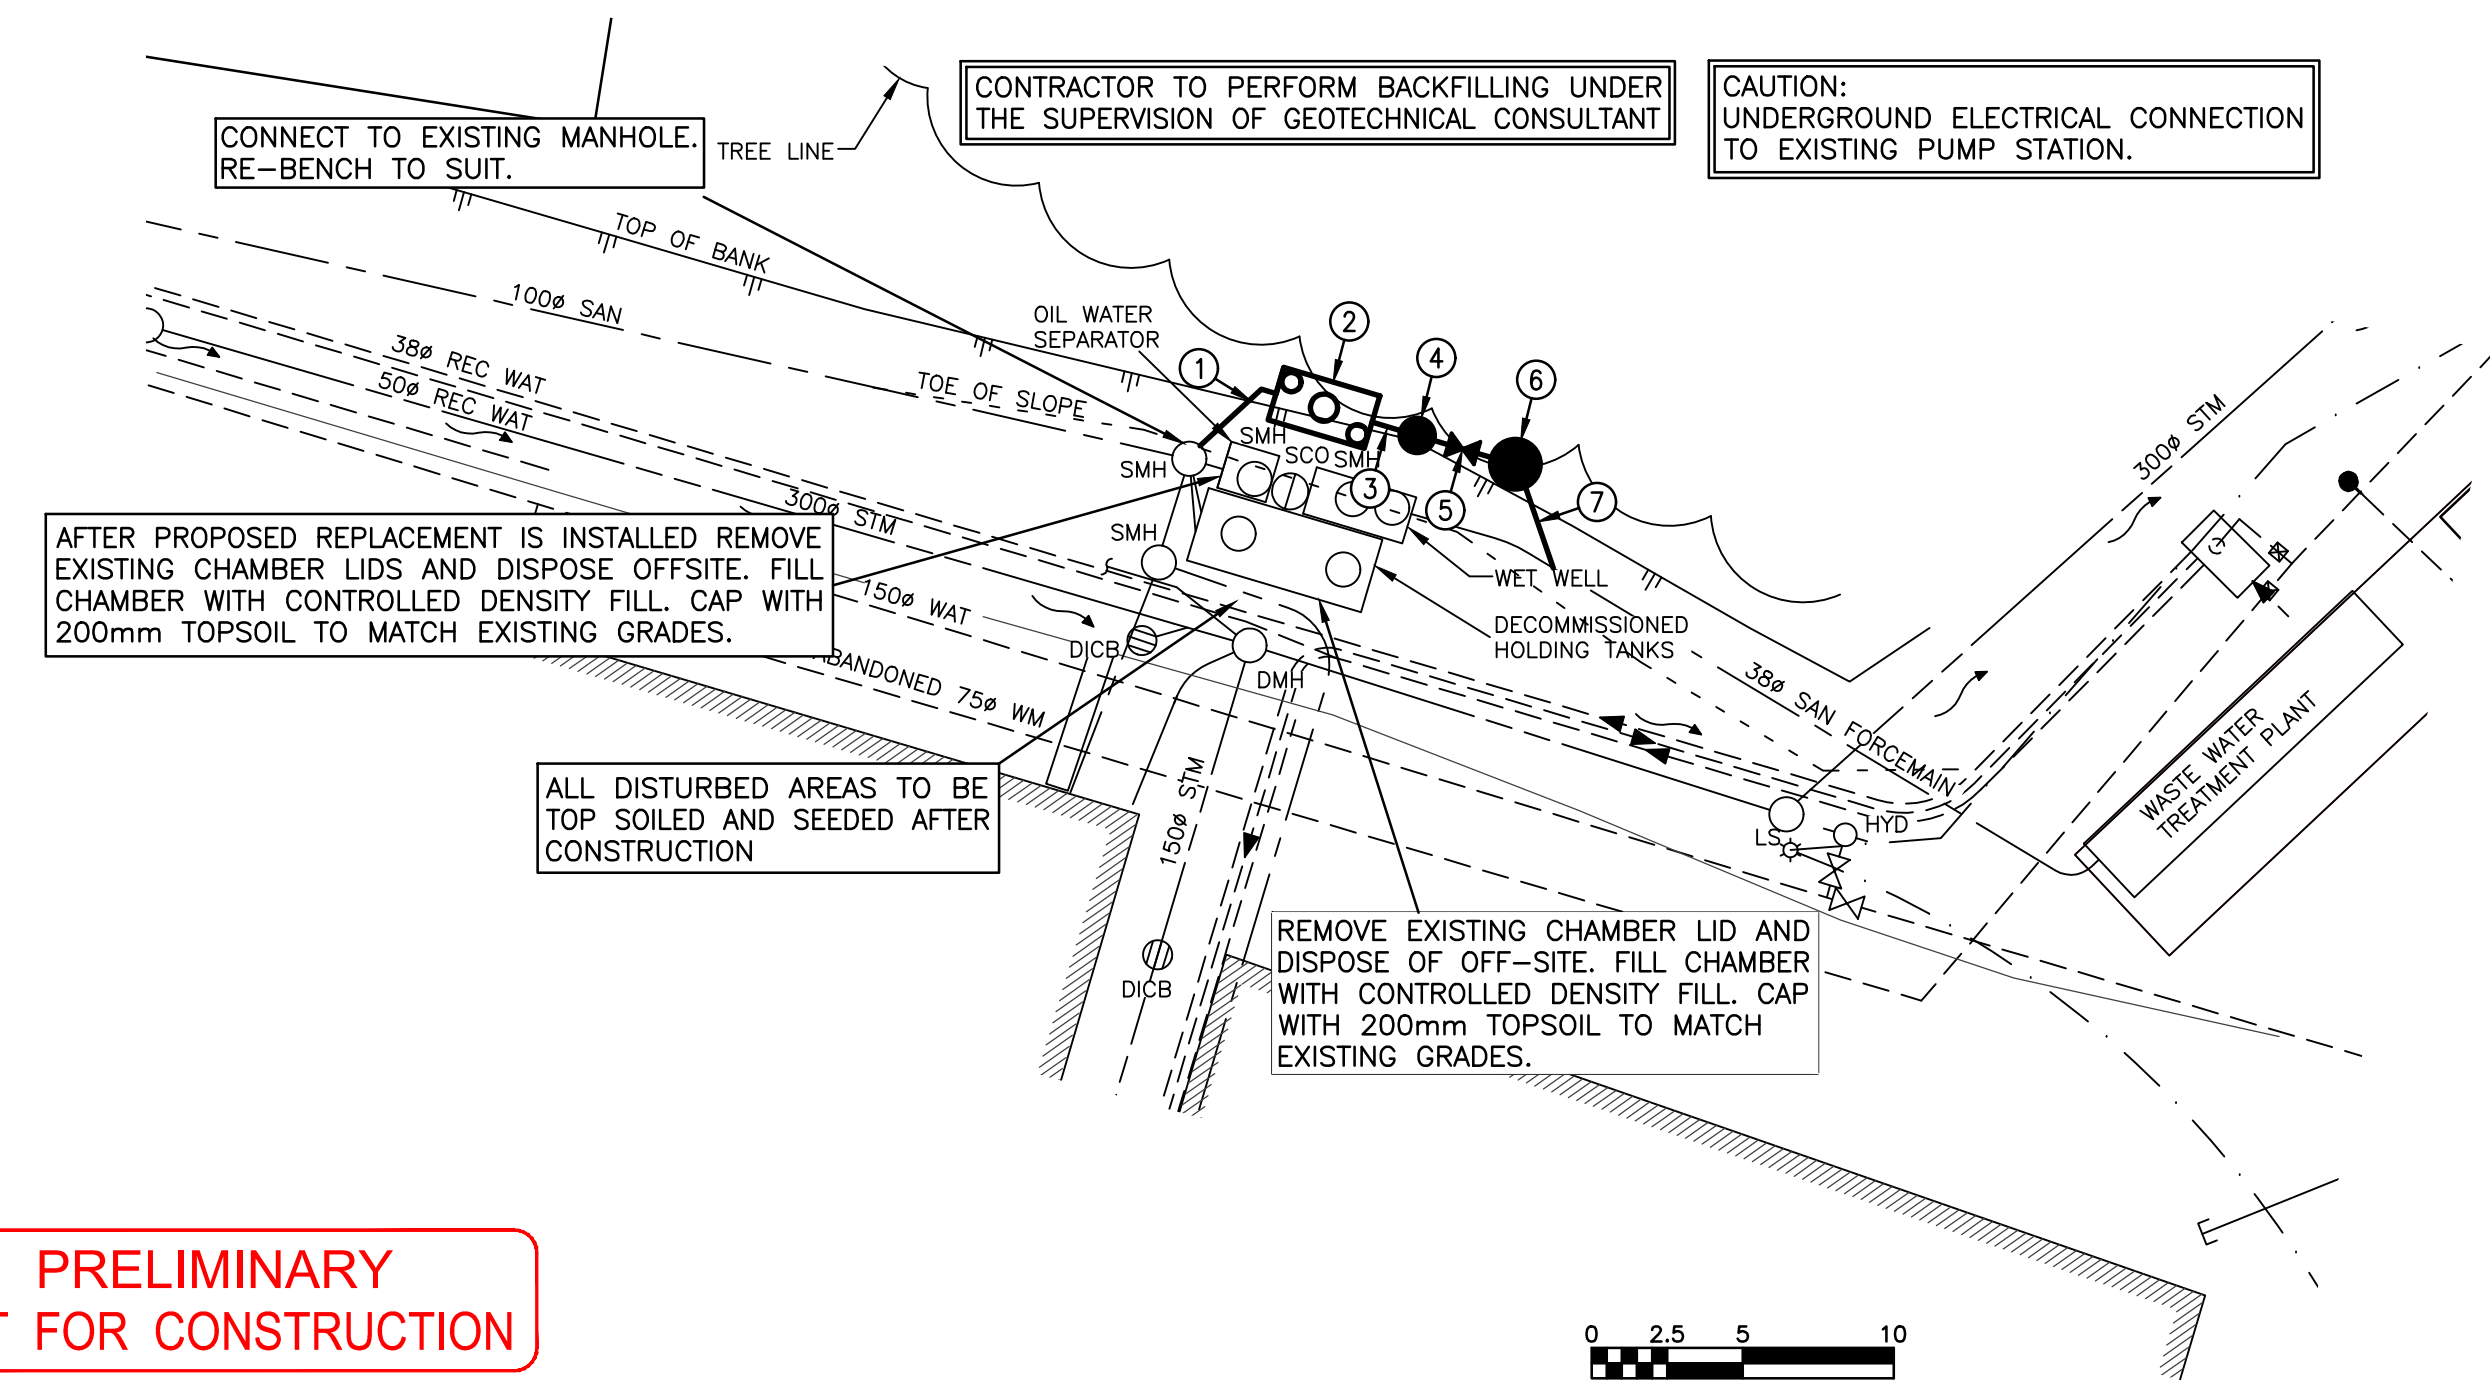 CONTRACTOR TO PERFORM BACKFILLING UNDER
THE SUPERVISION OF GEOTECHNICAL CONSULTANT
CAUTION:
UNDERGROUND ELECTRICAL CONNECTION
TO EXISTING PUMP STATION.
CONNECT TO EXISTING MANHOLE.
RE-BENCH TO SUIT.
TREE LINE
TOP OF BANK
100ø SAN
38ø REC WAT
50ø REC WAT
TOE OF SLOPE
OIL WATER
SEPARATOR
1
2
4
6
3
5
7
SMH
SCO
SMH
SMH
SMH
300ø STM
300ø STM
AFTER PROPOSED REPLACEMENT IS INSTALLED REMOVE
EXISTING CHAMBER LIDS AND DISPOSE OFFSITE. FILL
CHAMBER WITH CONTROLLED DENSITY FILL. CAP WITH
200mm TOPSOIL TO MATCH EXISTING GRADES.
150ø WAT
ABANDONED 75ø WM
WET WELL
DECOMMISSIONED
HOLDING TANKS
DICB
DMH
38ø SAN FORCEMAIN
WASTE WATER
TREATMENT PLANT
ALL DISTURBED AREAS TO BE
TOP SOILED AND SEEDED AFTER
CONSTRUCTION
150ø STM
LS
HYD
DICB
REMOVE EXISTING CHAMBER LID AND
DISPOSE OF OFF-SITE. FILL CHAMBER
WITH CONTROLLED DENSITY FILL. CAP
WITH 200mm TOPSOIL TO MATCH
EXISTING GRADES.
PRELIMINARY
T FOR CONSTRUCTION
0 2.5 5 10